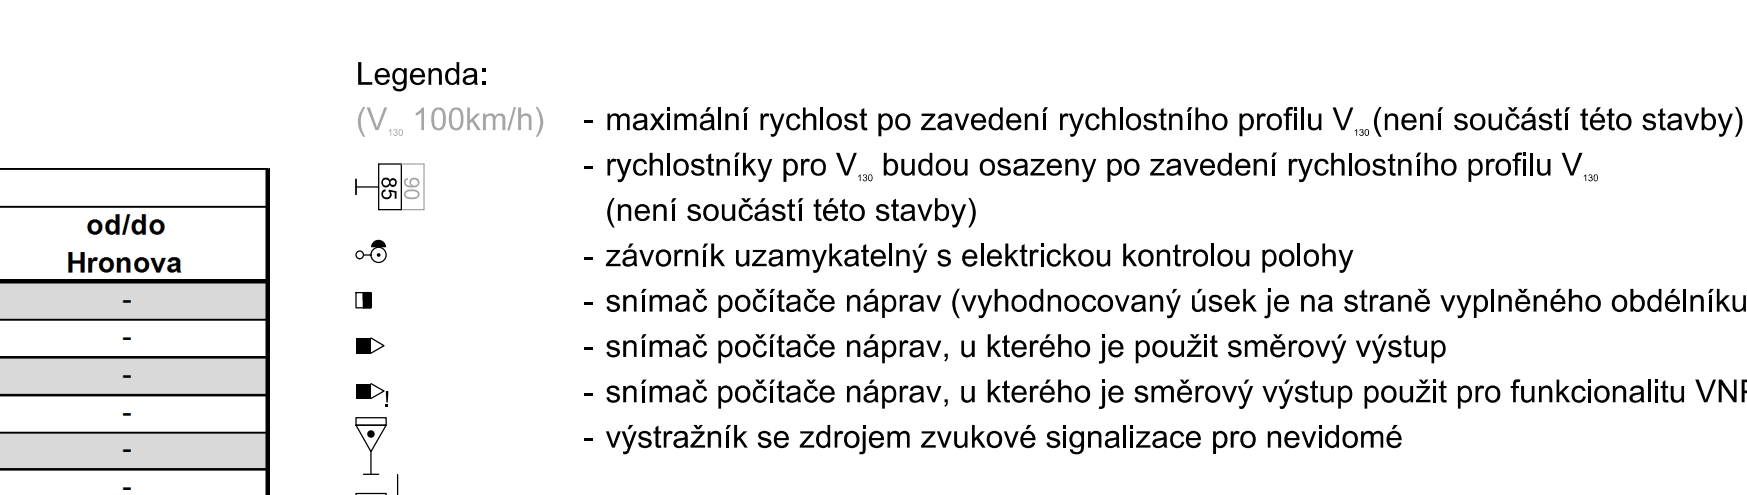 Legenda:
(V130 100km/h) - maximální rychlost po zavedení rychlostního profilu V130 (není součástí této stavby)
85 90 - rychlostníky pro V130 budou osazeny po zavedení rychlostního profilu V130
(není součástí této stavby)
- závorník uzamykatelný s elektrickou kontrolou polohy
- snímač počítače náprav (vyhodnocovaný úsek je na straně vyplněného obdélníku
- snímač počítače náprav, u kterého je použit směrový výstup
! - snímač počítače náprav, u kterého je směrový výstup použit pro funkcionalitu
- výstražník se zdrojem zvukové signalizace pro nevidomé
od/do
Hronova
-
-
-
-
-
-